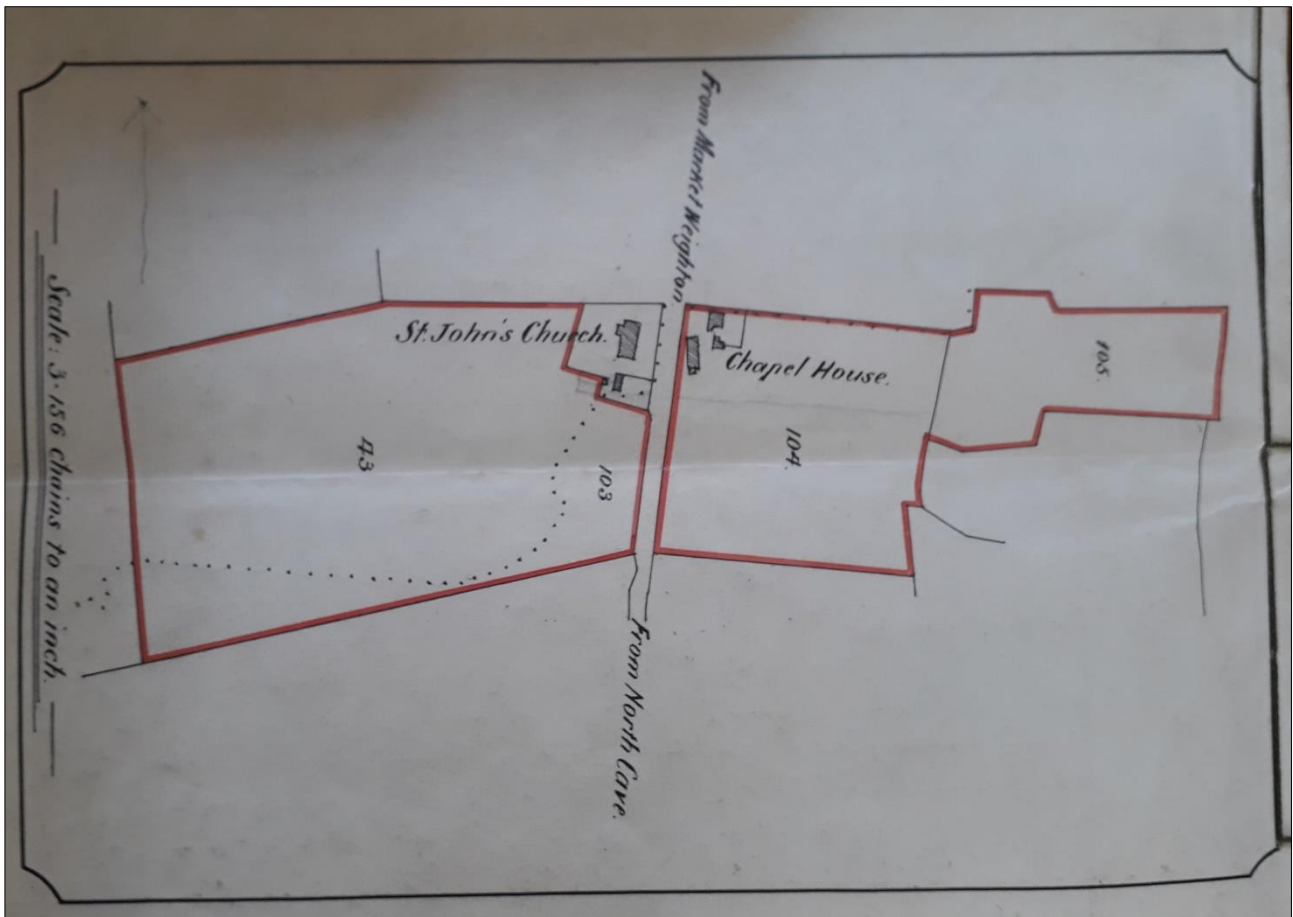 From Market Weighton.
St. John's Church.
Chapel House.
105.
104.
43
103
From North Cave.
Scale: 3·156 chains to an inch.